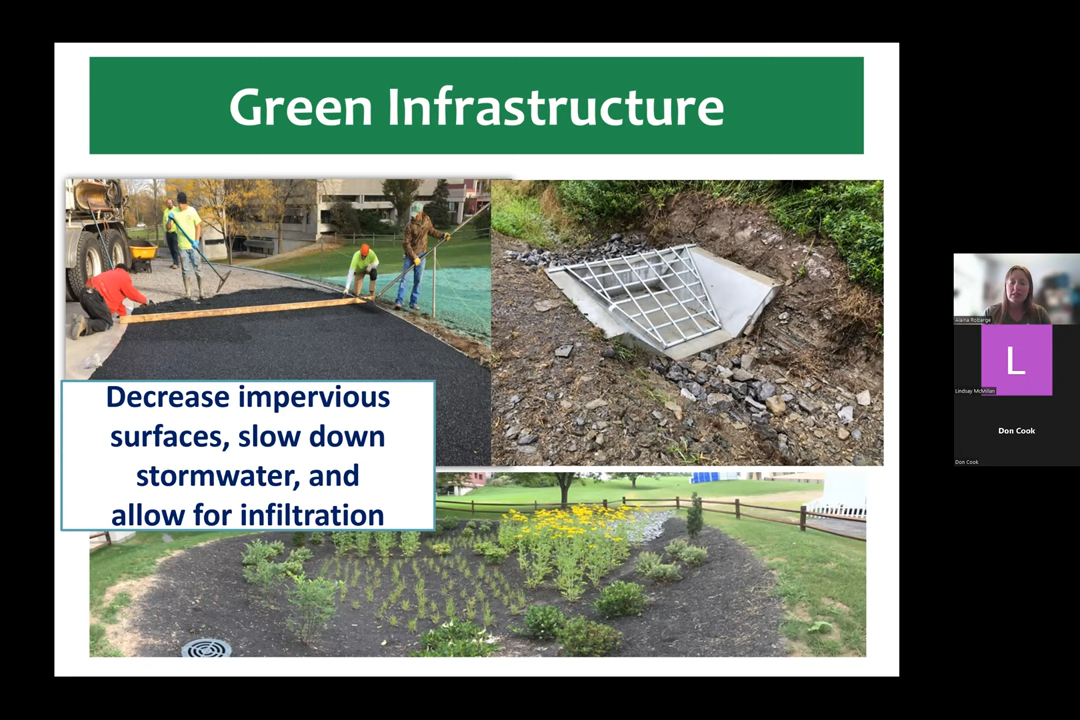 Green Infrastructure
Decrease impervious
surfaces, slow down
stormwater, and
allow for infiltration
Alaina Robarge
L
Lindsay McMillan
Don Cook
Don Cook